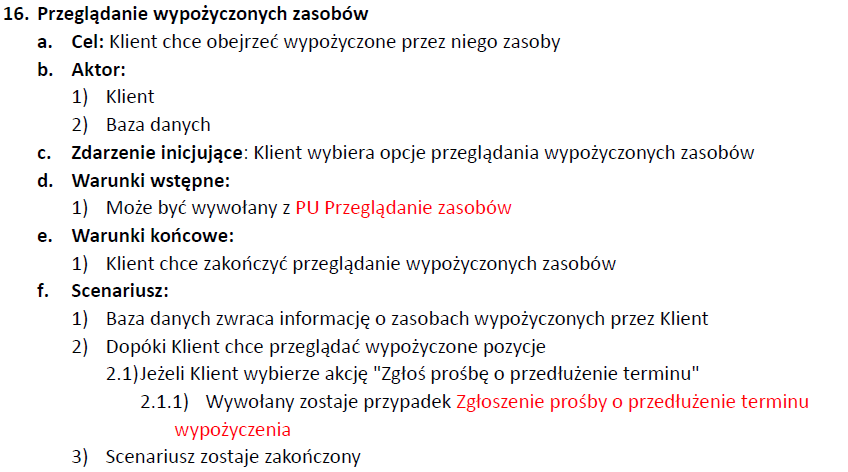 16. Przeglądanie wypożyczonych zasobów
a. Cel: Klient chce obejrzeć wypożyczone przez niego zasoby
b. Aktor:
1) Klient
2) Baza danych
c. Zdarzenie inicjujące: Klient wybiera opcje przeglądania wypożyczonych zasobów
d. Warunki wstępne:
1) Może być wywołany z PU Przeglądanie zasobów
e. Warunki końcowe:
1) Klient chce zakończyć przeglądanie wypożyczonych zasobów
f. Scenariusz:
1) Baza danych zwraca informację o zasobach wypożyczonych przez Klient
2) Dopóki Klient chce przeglądać wypożyczone pozycje
2.1) Jeżeli Klient wybierze akcję "Zgłoś prośbę o przedłużenie terminu"
2.1.1) Wywołany zostaje przypadek Zgłoszenie prośby o przedłużenie terminu
wypożyczenia
3) Scenariusz zostaje zakończony